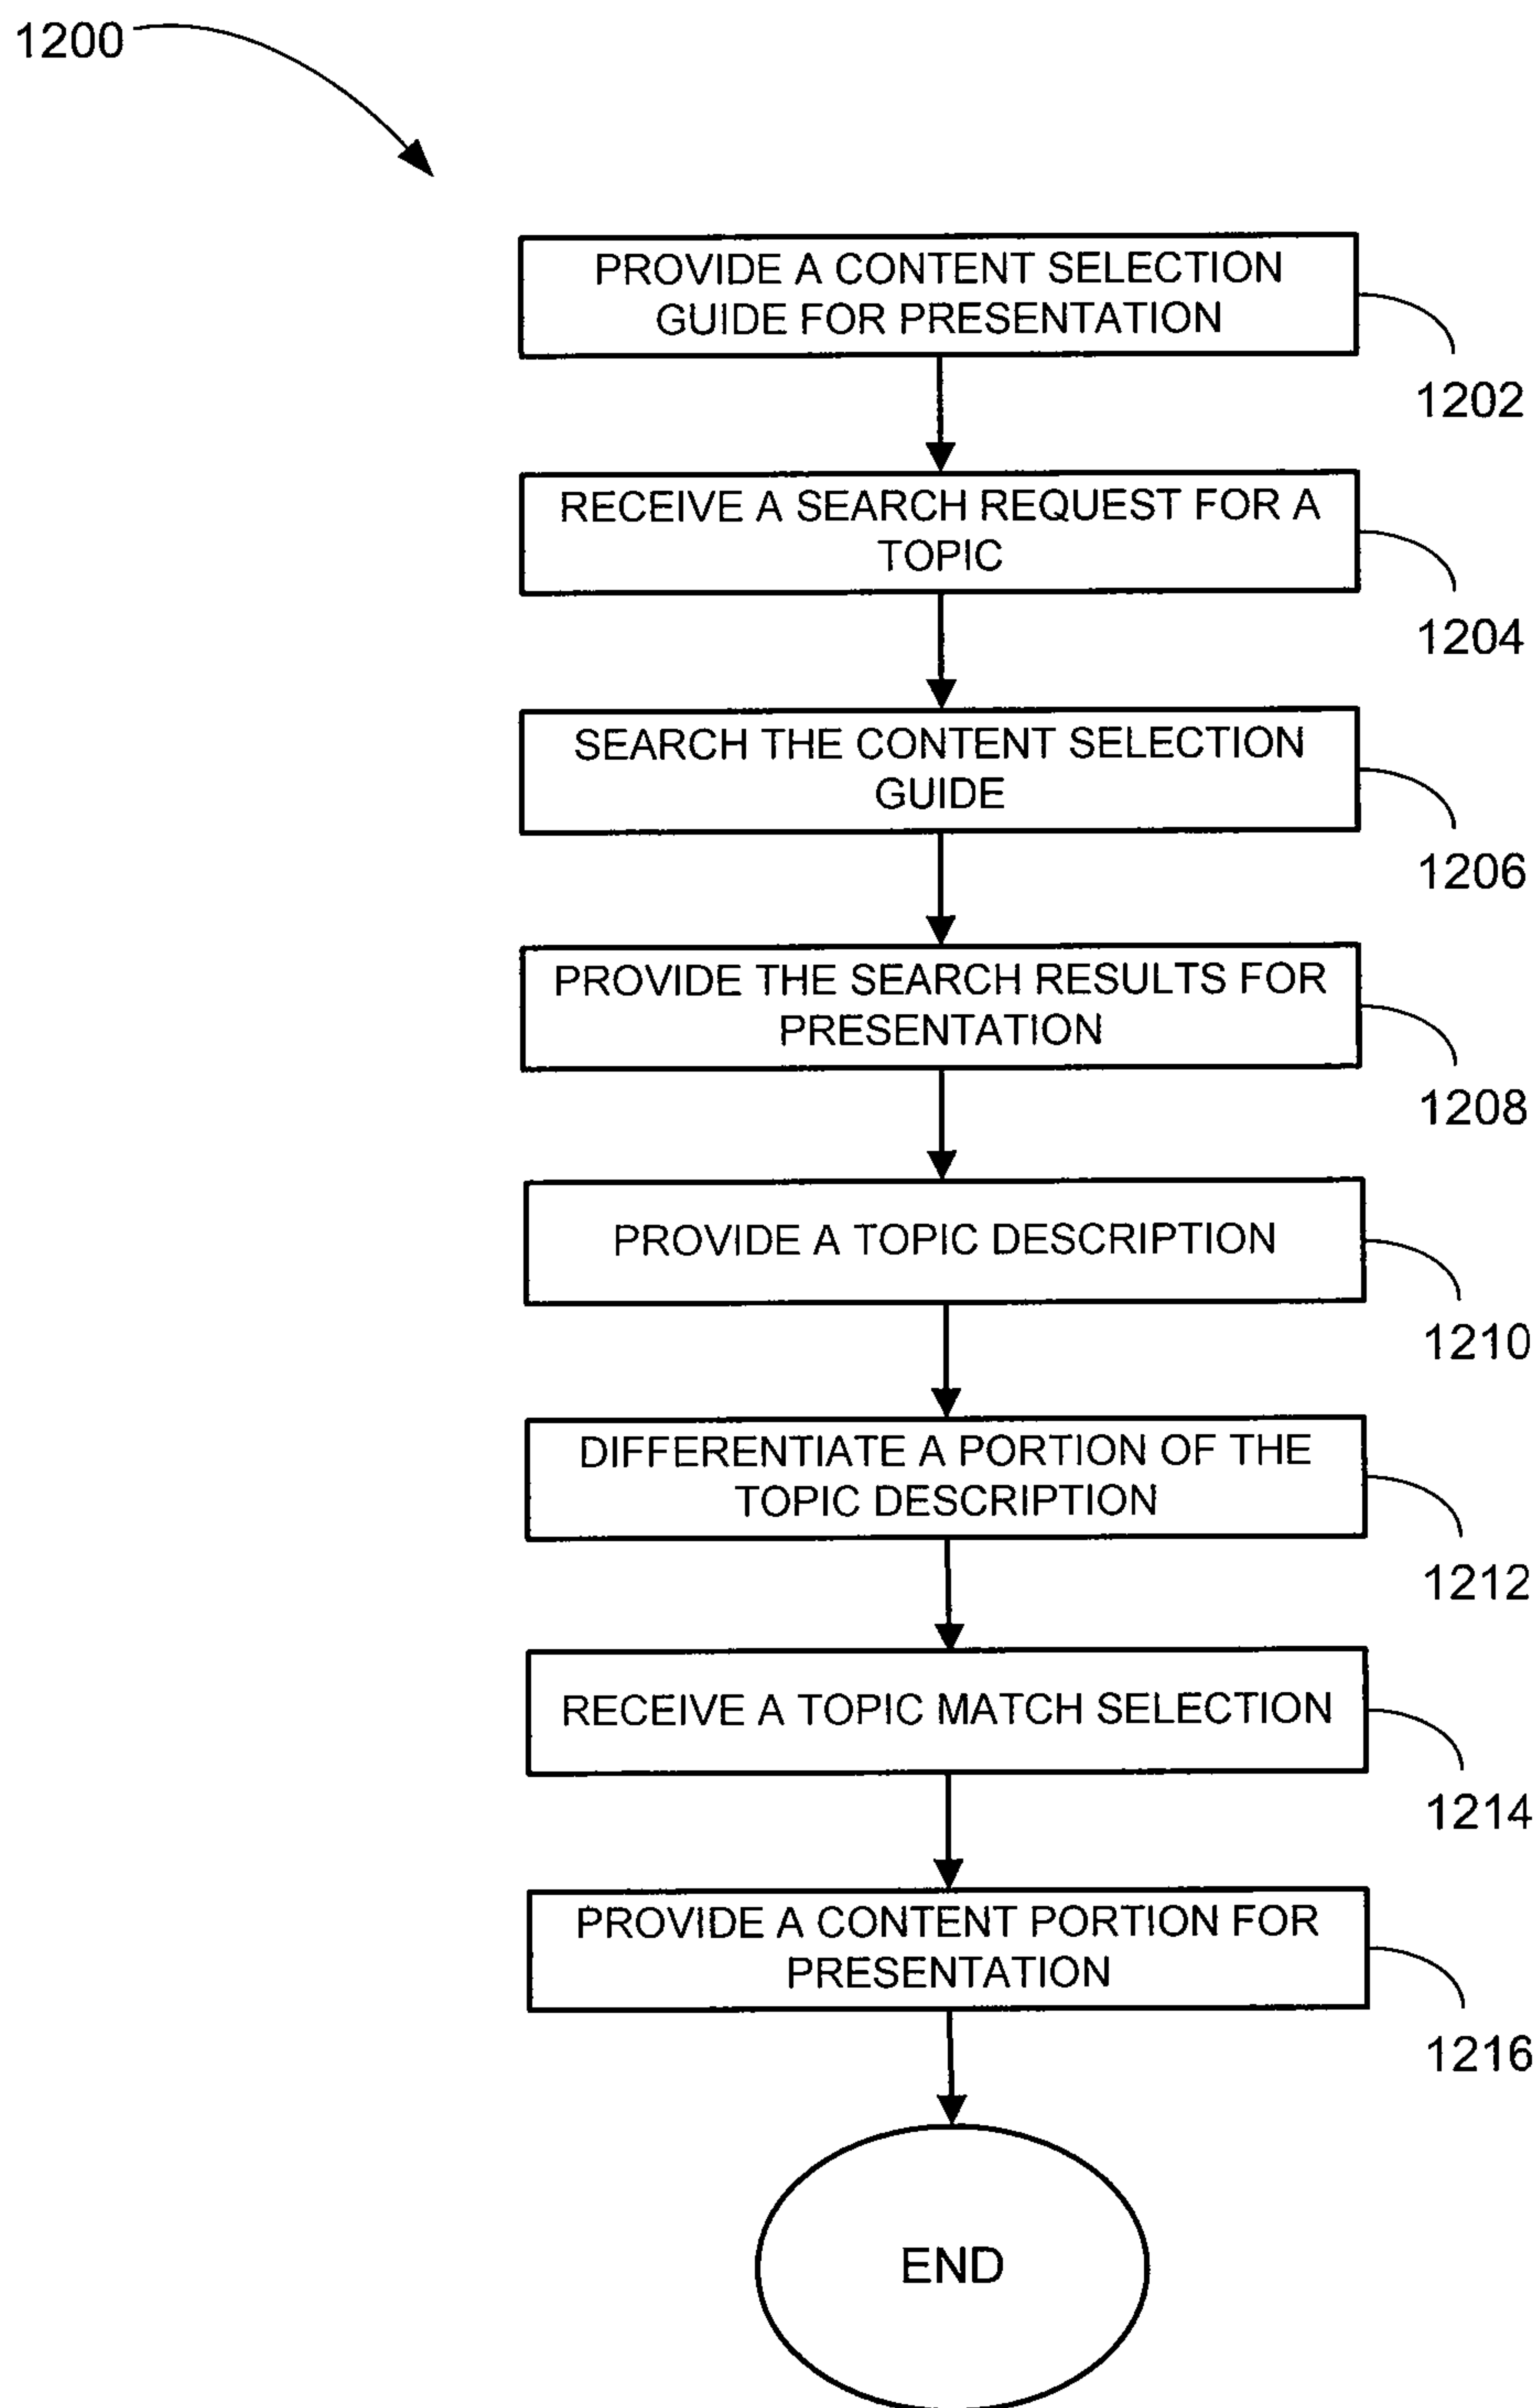 1200
PROVIDE A CONTENT SELECTION
GUIDE FOR PRESENTATION
1202
RECEIVE A SEARCH REQUEST FOR A
TOPIC
1204
SEARCH THE CONTENT SELECTION
GUIDE
1206
PROVIDE THE SEARCH RESULTS FOR
PRESENTATION
1208
PROVIDE A TOPIC DESCRIPTION
1210
DIFFERENTIATE A PORTION OF THE
TOPIC DESCRIPTION
1212
RECEIVE A TOPIC MATCH SELECTION
1214
PROVIDE A CONTENT PORTION FOR
PRESENTATION
1216
END